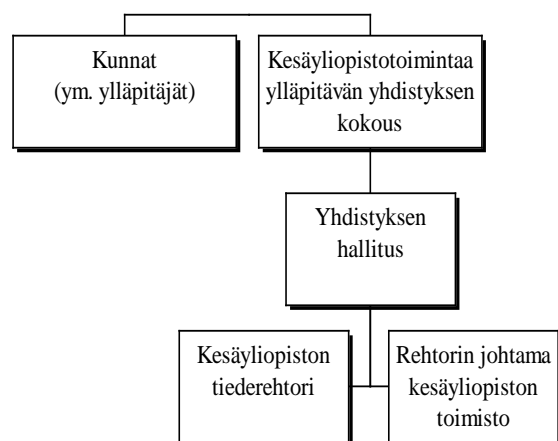 Kunnat
(ym. ylläpitäjät)
Kesäyliopistotoimintaa
ylläpitävän yhdistyksen
kokous
Yhdistyksen
hallitus
Kesäyliopiston
tiederehtori
Rehtorin johtama
kesäyliopiston
toimisto